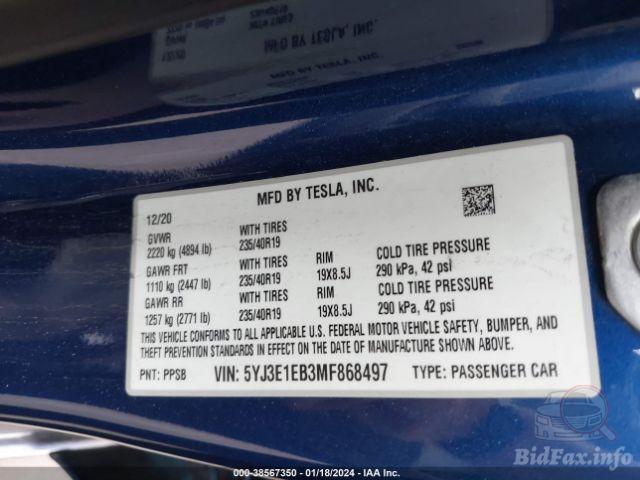 MFD BY TESLA, INC.
MFD BY TESLA, INC.
12/20
GVWR WITH TIRES
2220 kg (4894 lb) 235/40R19
GAWR FRT WITH TIRES RIM COLD TIRE PRESSURE
1110 kg (2447 lb) 235/40R19 19X8.5J 290 kPa, 42 psi
GAWR RR WITH TIRES RIM COLD TIRE PRESSURE
1257 kg (2771 lb) 235/40R19 19X8.5J 290 kPa, 42 psi
THIS VEHICLE CONFORMS TO ALL APPLICABLE U.S. FEDERAL MOTOR VEHICLE SAFETY, BUMPER, AND
THEFT PREVENTION STANDARDS IN EFFECT ON THE DATE OF MANUFACTURE SHOWN ABOVE.
PNT: PPSB VIN: 5YJ3E1EB3MF868497 TYPE: PASSENGER CAR
BidFax.info
000-38567350 - 01/18/2024 - IAA Inc.